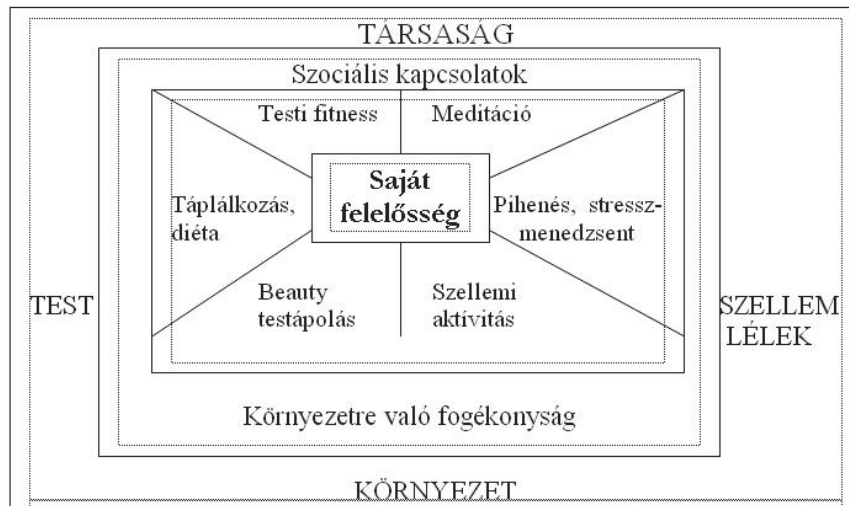 TÁRSASÁG
Szociális kapcsolatok
Testi fitness
Meditáció
Saját
felelősség
Táplálkozás,
diéta
Pihenés, stressz-
menedzsent
Beauty
testápolás
Szellemi
aktívitás
TEST
SZELLEM
LÉLEK
Környezetre való fogékonyság
KÖRNYEZET